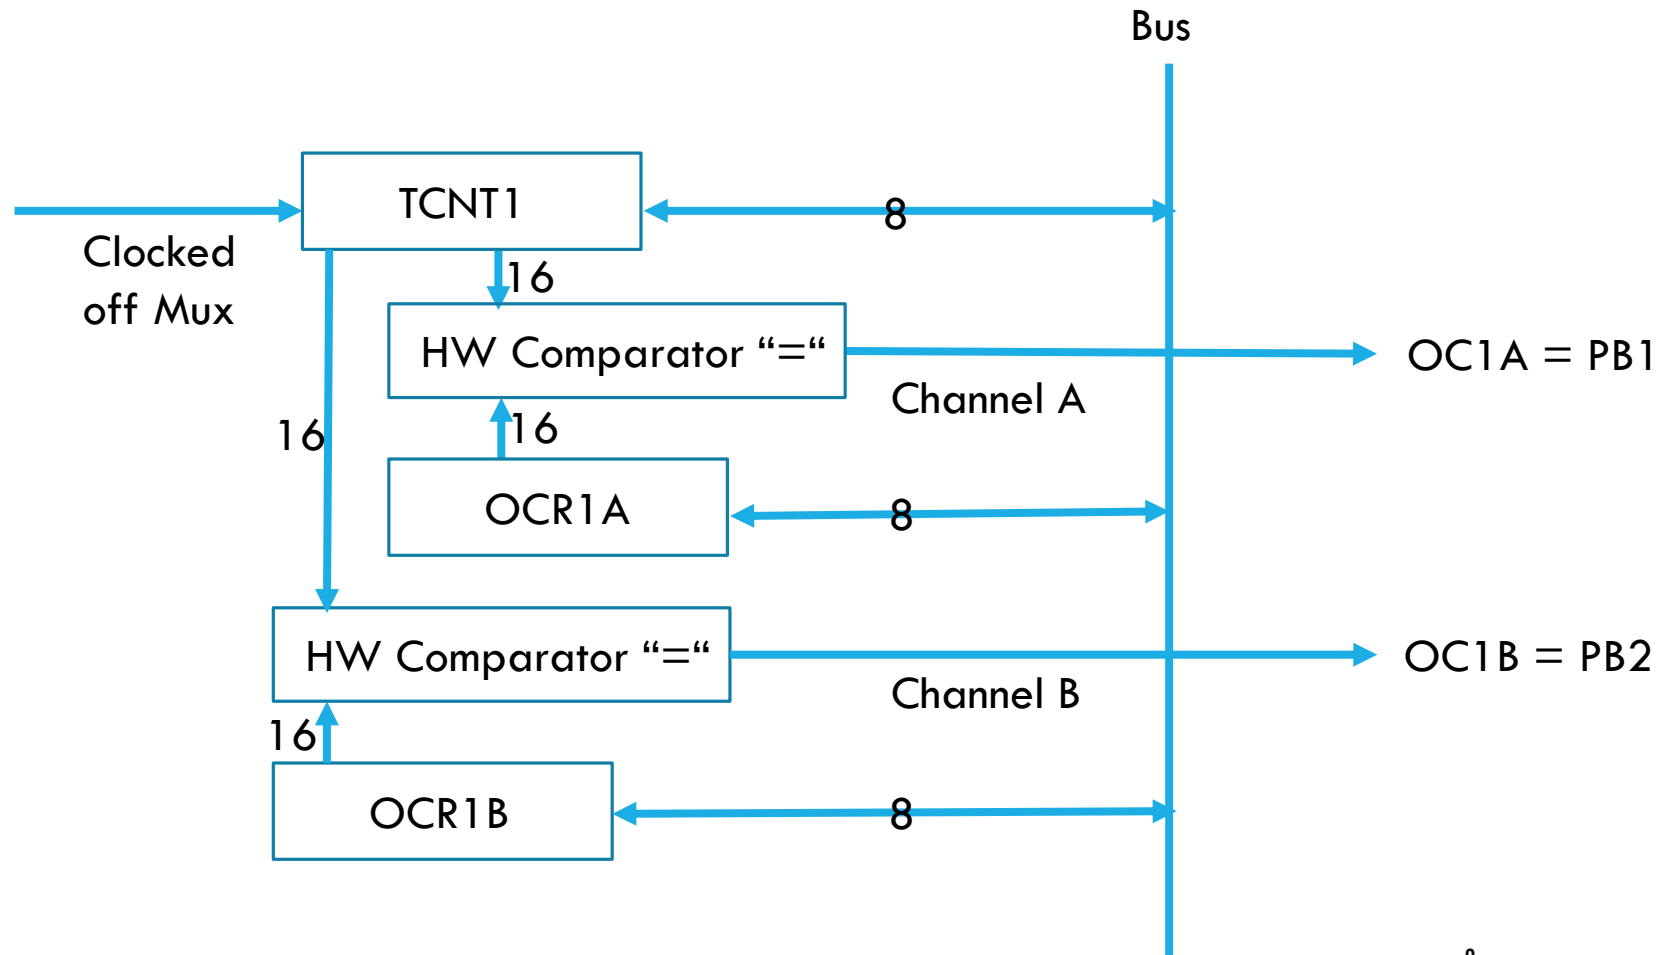 Bus
TCNT1
8
Clocked
off Mux
16
HW Comparator “=“
OC1A = PB1
Channel A
16
16
OCR1A
8
HW Comparator “=“
OC1B = PB2
Channel B
16
OCR1B
8